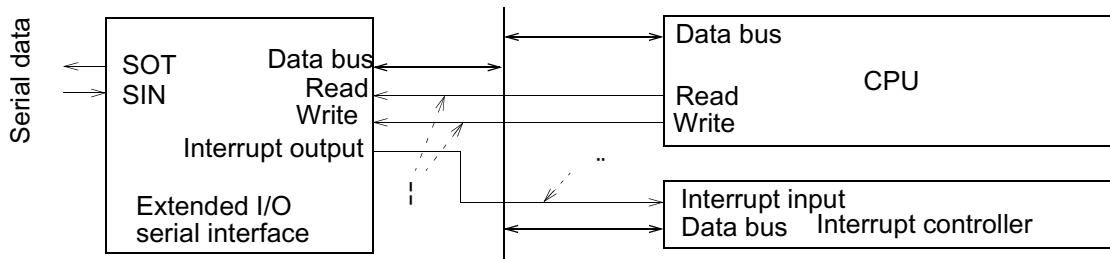 Serial data
SOT
SIN
Data bus
Read
Write
Interrupt output
Extended I/O
serial interface
Data bus
CPU
Read
Write
Interrupt input
Data bus
Interrupt controller